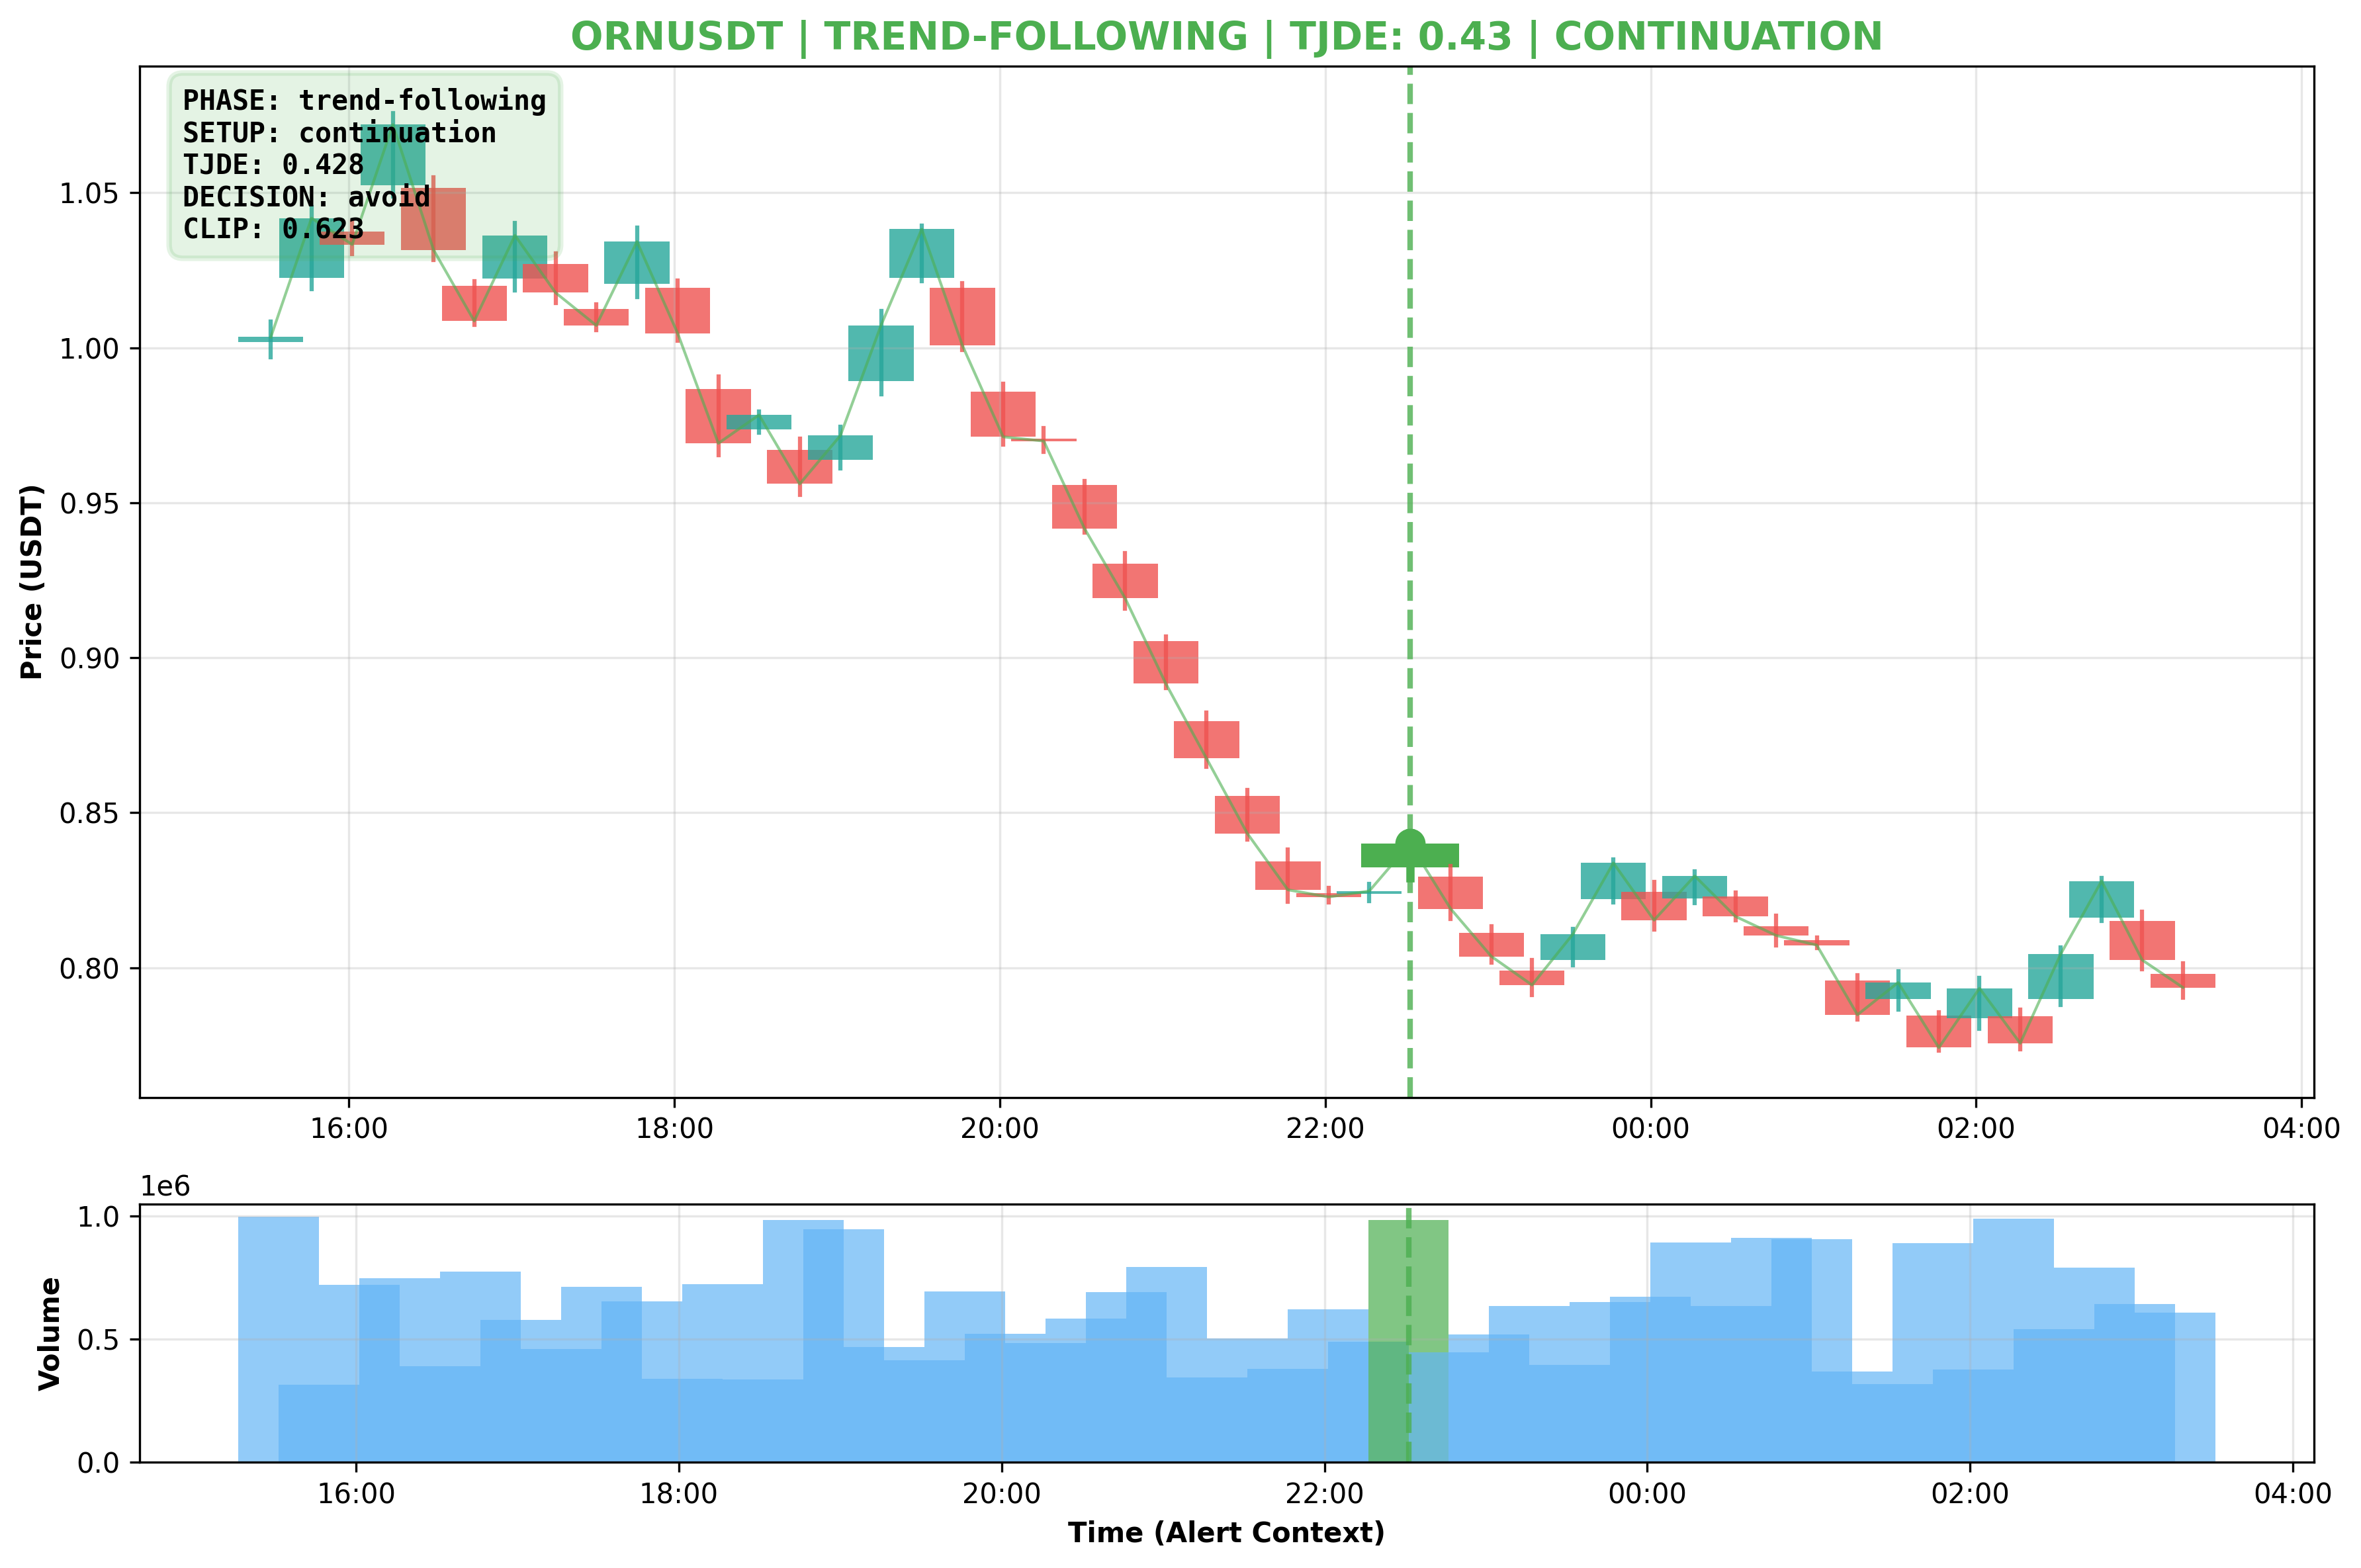 ORNUSDT | TREND-FOLLOWING | TJDE: 0.43 | CONTINUATION
PHASE: trend-following
SETUP: continuation
TJDE: 0.428
DECISION: avoid
CLIP: 0.623
Price (USDT)
1.05
1.00
0.95
0.90
0.85
0.80
16:00 18:00 20:00 22:00 00:00 02:00 04:00
1e6
Volume
1.0
0.5
0.0
16:00 18:00 20:00 22:00 00:00 02:00 04:00
Time (Alert Context)